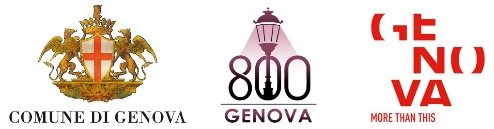 COMUNE DI GENOVA
800
GENOVA
GE
NO
VA
MORE THAN THIS